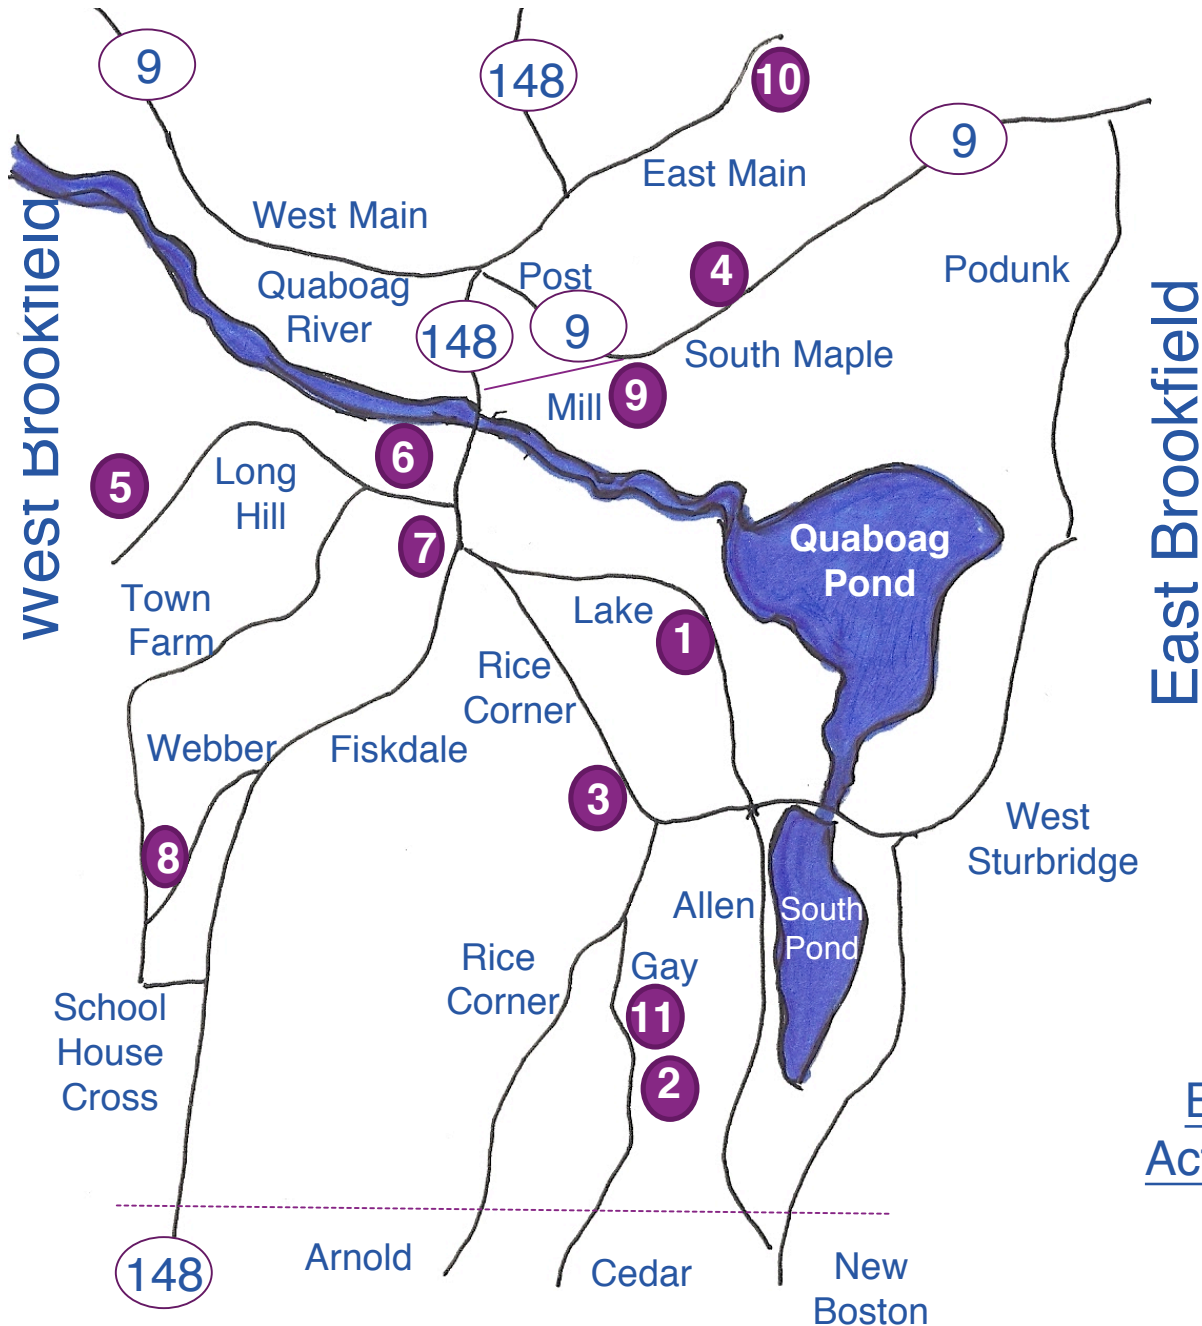 9
148
10
9
East Main
West Main
Post
4
Podunk
Quaboag
River
148
9
South Maple
Mill
9
West Brookfield
East Brookfield
6
5
Long
Hill
7
Quaboag
Pond
Town
Farm
Lake
1
Rice
Corner
Webber
Fiskdale
3
8
West
Sturbridge
Allen
South
Pond
Rice
Corner
Gay
11
2
School
House
Cross
148
Arnold
Cedar
New
Boston